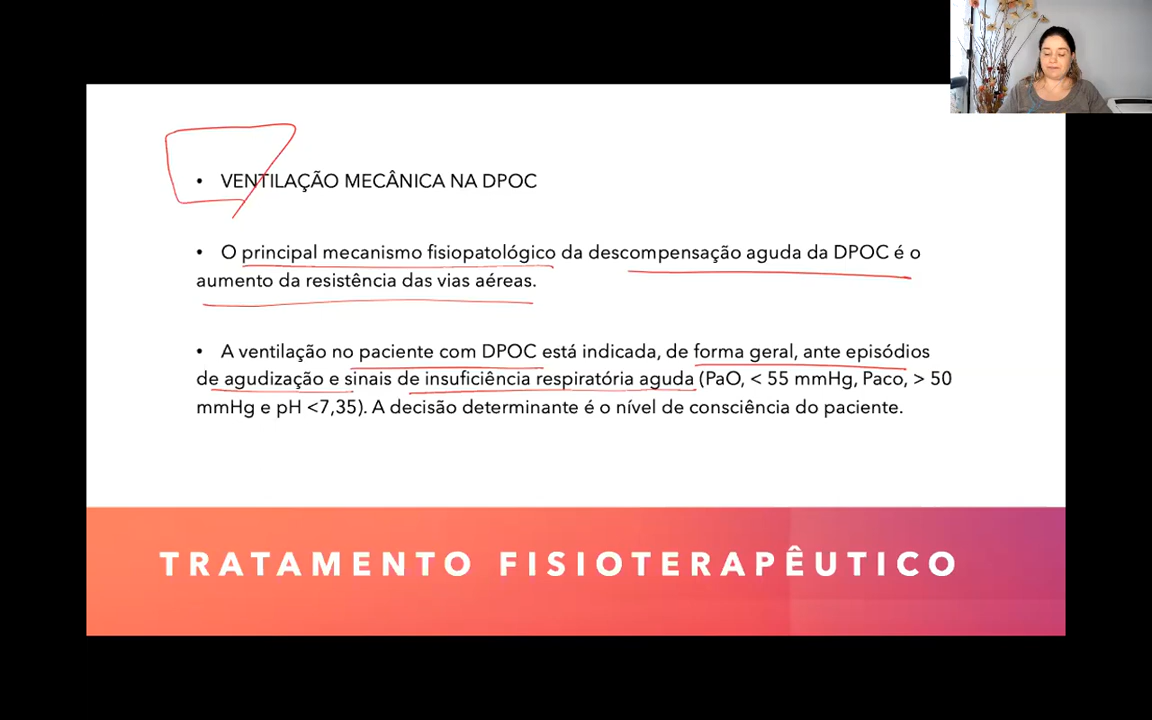 • VENTILAÇÃO MECÂNICA NA DPOC
• O principal mecanismo fisiopatológico da descompensação aguda da DPOC é o
aumento da resistência das vias aéreas.
• A ventilação no paciente com DPOC está indicada, de forma geral, ante episódios
de agudização e sinais de insuficiência respiratória aguda (PaO, < 55 mmHg, Paco, > 50
mmHg e pH <7,35). A decisão determinante é o nível de consciência do paciente.
TRATAMENTO FISIOTERAPÊUTICO